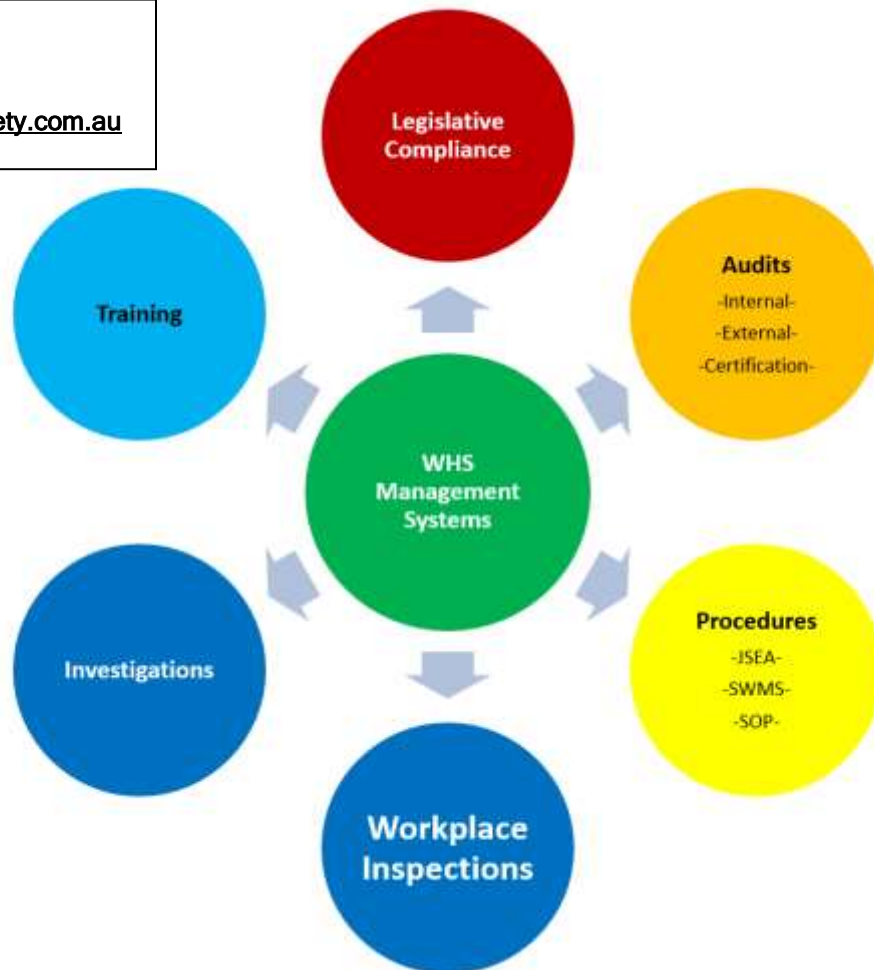 ety.com.au
Legislative
Compliance
Audits
-Internal-
-External-
-Certification-
Training
WHS
Management
Systems
Procedures
-JSEA-
-SWMS-
-SOP-
Investigations
Workplace
Inspections